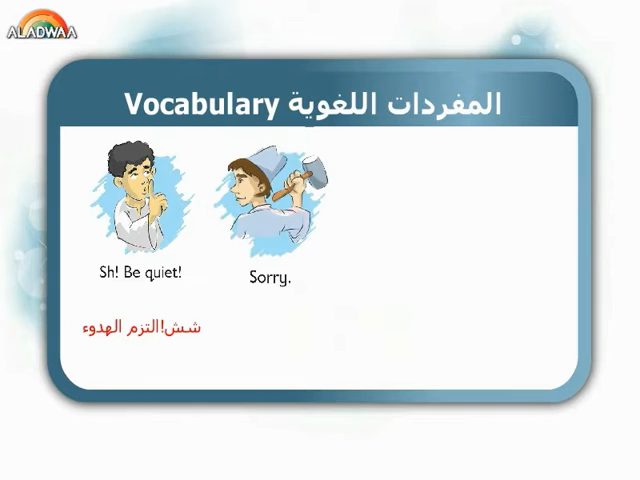 ALADWAA
Vocabulary المفردات اللغوية
Sh! Be quiet!
Sorry.
شش!التزم الهدوء